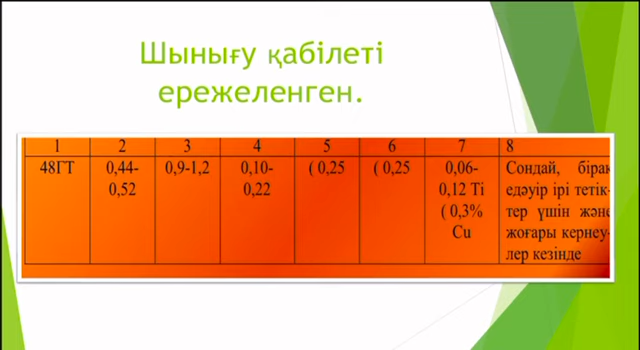 Шынығу қабілеті
ережеленген.
1 2 3 4 5 6 7 8
48ГТ 0,44- 0,9-1,2 0,10- ( 0,25 ( 0,25 0,06- Сондай, бірақ
0,52 0,22 0,12 Ti едәуір ірі тетік-
( 0,3% тер үшін және
Cu жоғары кернеу-
лер кезінде